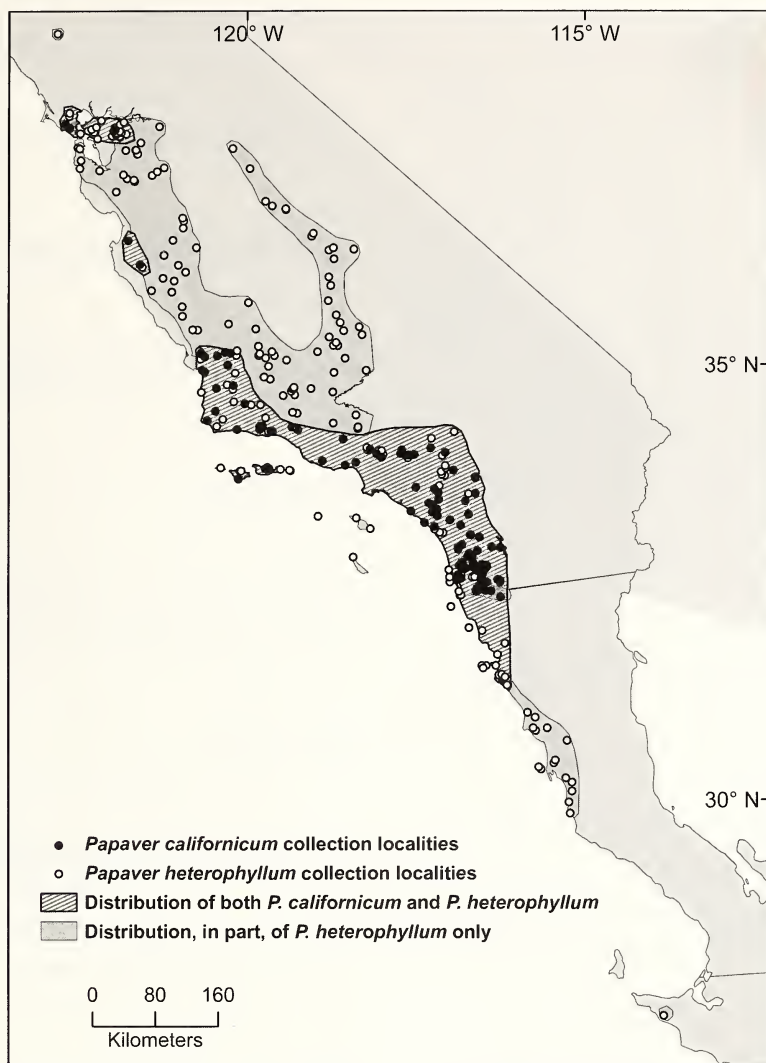 120° W
115° W
35° N
30° N
Papaver californicum collection localities
Papaver heterophyllum collection localities
Distribution of both P. californicum and P. heterophyllum
Distribution, in part, of P. heterophyllum only
0 80 160
Kilometers